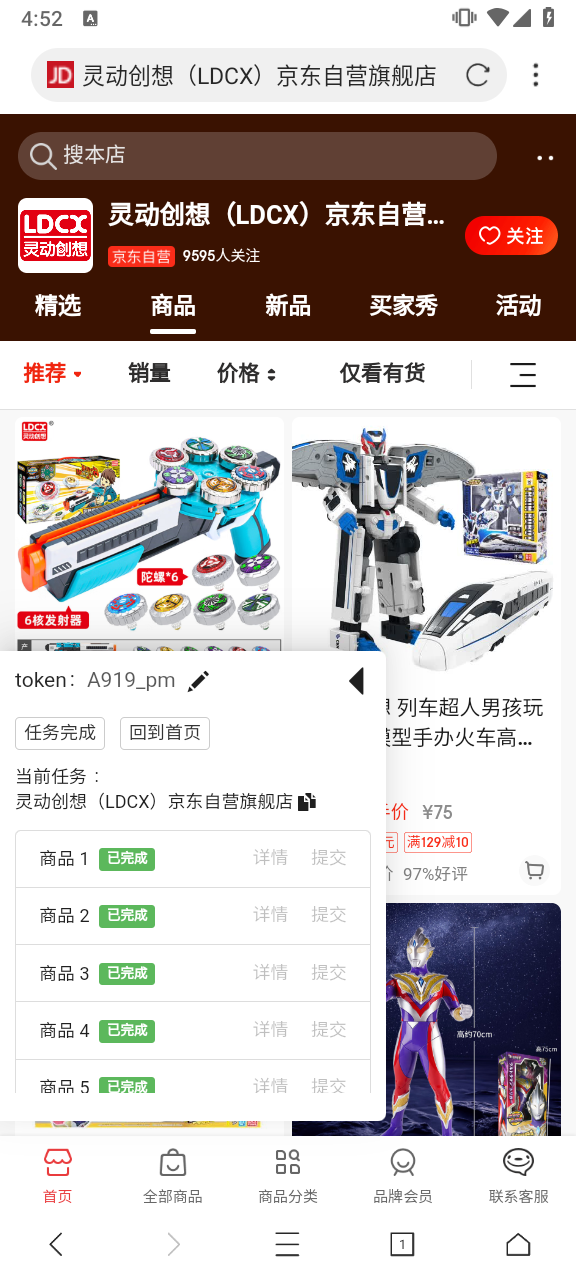 4:52
A
JD 灵动创想（LDCX）京东自营旗舰店
搜本店
LDCX
灵动创想
灵动创想（LDCX）京东自营...
京东自营 9595人关注
关注
精选 商品 新品 买家秀 活动
推荐 销量 价格 仅看有货
LDCX
灵动创想
陀螺*6
6核发射器
列车超人男孩玩
模型手办火车高...
手价 ¥75
元 满129减10
价 97%好评
高约70cm
高75cm
token： A919_pm
任务完成 回到首页
当前任务：
灵动创想（LDCX）京东自营旗舰店
商品 1 已完成 详情 提交
商品 2 已完成 详情 提交
商品 3 已完成 详情 提交
商品 4 已完成 详情 提交
商品 5 已完成 详情 提交
首页 全部商品 商品分类 品牌会员 联系客服
1